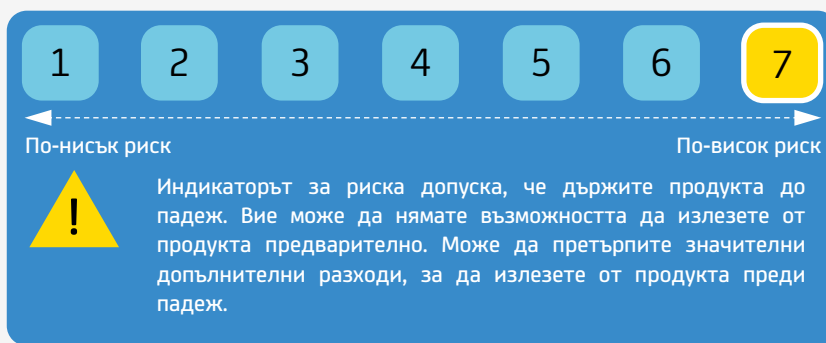 1 2 3 4 5 6 7
По-нисък риск По-висок риск
! Индикаторът за риска допуска, че държите продукта до
падеж. Вие може да нямате възможността да излезете от
продукта предварително. Може да претърпите значителни
допълнителни разходи, за да излезете от продукта преди
падеж.